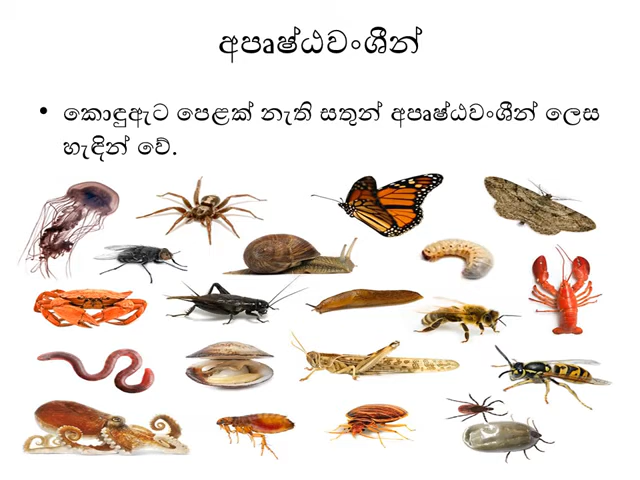 අපෘෂ්ඨවංශීන්
• කොඳුඇට පෙළක් නැති සතුන් අපෘෂ්ඨවංශීන් ලෙස
හැඳින් වේ.